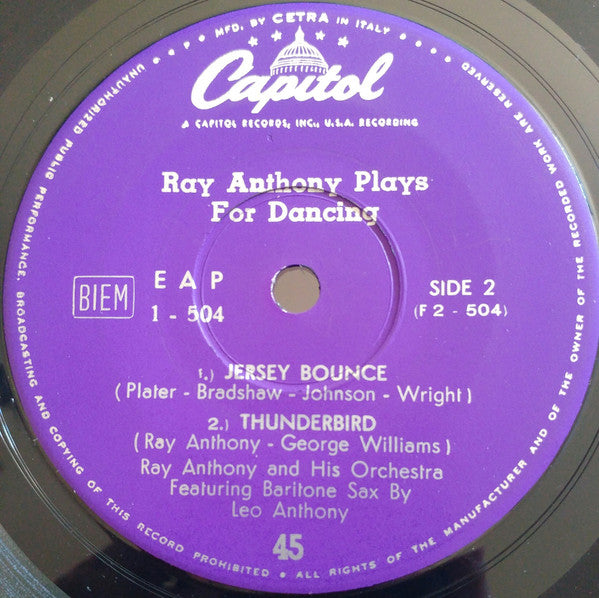 E A P • MFD. BY CETRA IN ITALY
Capitol
A CAPITOL RECORDS, INC., U.S.A. RECORDING
Ray Anthony Plays
For Dancing
BIEM
E A P
1 - 504
SIDE 2
(F 2 - 504)
1.) JERSEY BOUNCE
(Plater - Bradshaw - Johnson - Wright)
2.) THUNDERBIRD
(Ray Anthony - George Williams)
Ray Anthony and His Orchestra
Featuring Baritone Sax By
Leo Anthony
45
UNAUTHORIZED PUBLIC PERFORMANCE, BROADCASTING AND COPYING OF THIS RECORD PROHIBITED • ALL RIGHTS OF THE MANUFACTURER AND OF THE OWNER OF THE RECORDED WORK ARE RESERVED